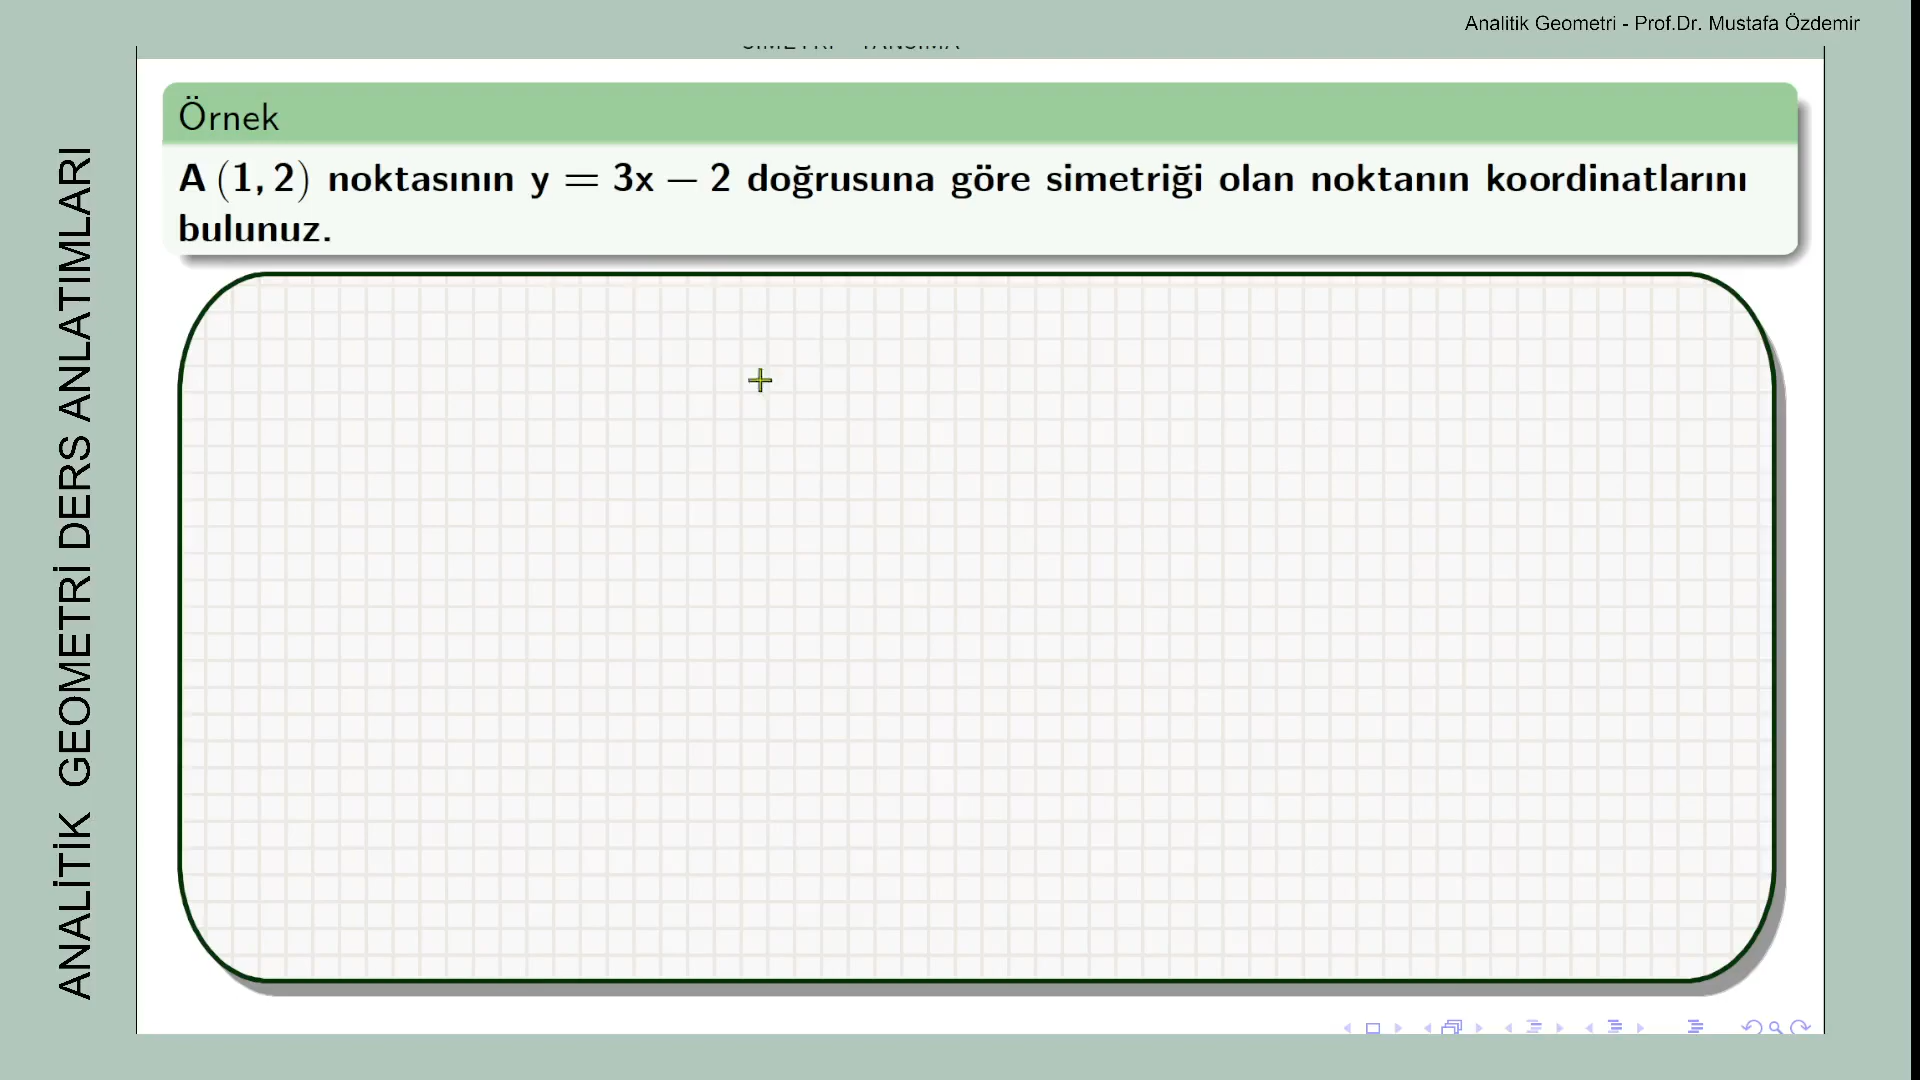 Analitik Geometri - Prof.Dr. Mustafa Özdemir
Örnek
A (1, 2) noktasının y = 3x − 2 doğrusuna göre simetriği olan noktanın koordinatlarını
bulunuz.
ANALİTİK GEOMETRİ DERS ANLATIMLARI